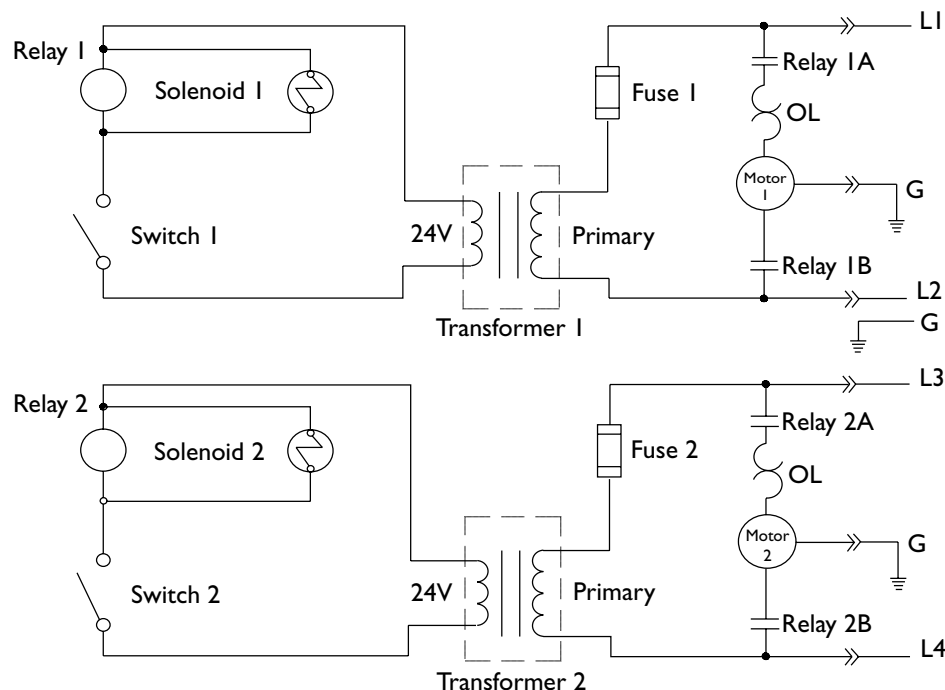 L1
Relay 1
Solenoid 1
Relay 1A
Fuse 1
OL
Motor
1
G
Switch 1
24V
Primary
Relay 1B
L2
Transformer 1
G
L3
Relay 2
Relay 2A
Solenoid 2
Fuse 2
OL
Motor
2
G
Switch 2
24V
Primary
Relay 2B
L4
Transformer 2